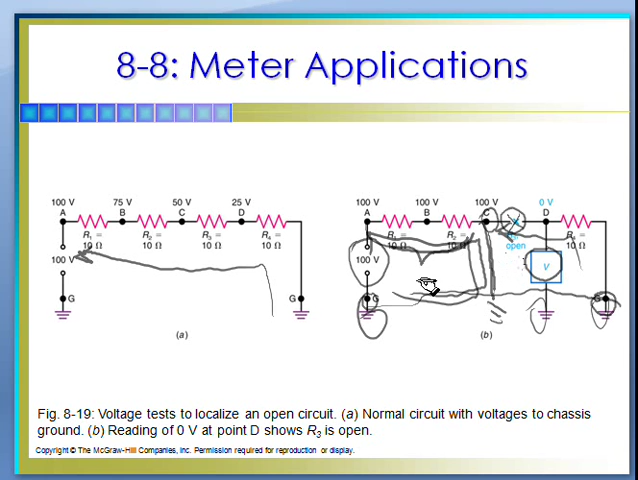 8-8: Meter Applications
100 V 75 V 50 V 25 V
A B C D
R₁ = R₂ = R₃ = R₄ =
10 Ω 10 Ω 10 Ω 10 Ω
100 V
G G
(a)
100 V 100 V 100 V 0 V
A B C D
10 Ω 10 Ω 10 Ω
open
100 V
V
G G
(b)
Fig. 8-19: Voltage tests to localize an open circuit. (a) Normal circuit with voltages to chassis
ground. (b) Reading of 0 V at point D shows R₃ is open.
Copyright © The McGraw-Hill Companies, Inc. Permission required for reproduction or display.